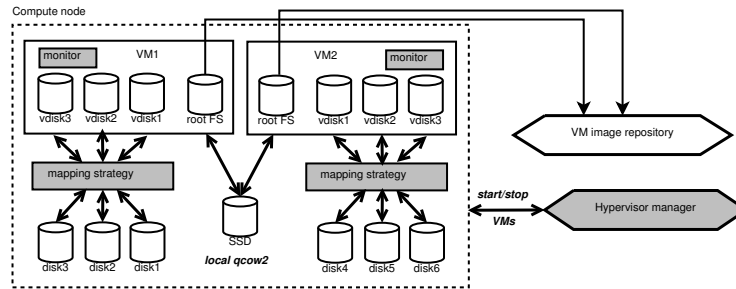 Compute node
monitor
VM1
VM2
monitor
vdisk3
vdisk2
vdisk1
root FS
root FS
vdisk1
vdisk2
vdisk3
VM image repository
mapping strategy
mapping strategy
start/stop
VMs
Hypervisor manager
SSD
local qcow2
disk3
disk2
disk1
disk4
disk5
disk6